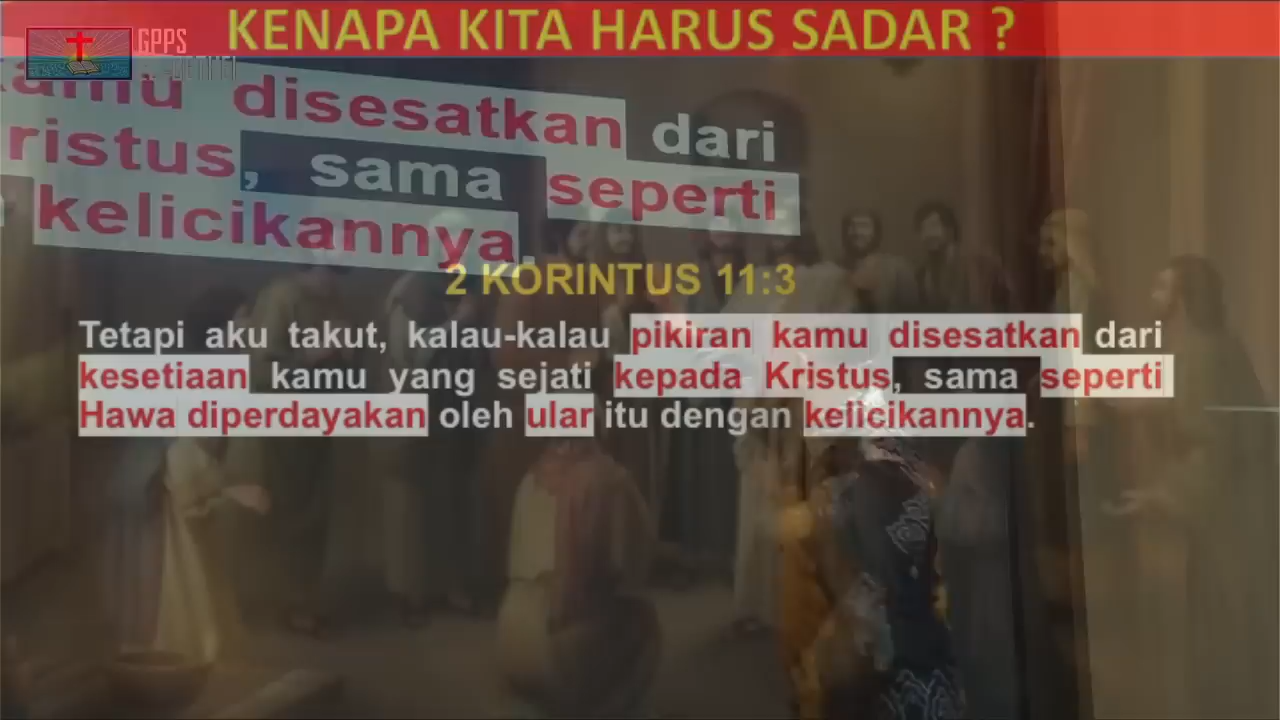 KENAPA KITA HARUS SADAR ?
GPPS
BETHEL
kamu disesatkan dari
ristus, sama seperti
kelicikannya.
2 KORINTUS 11:3
Tetapi aku takut, kalau-kalau pikiran kamu disesatkan dari
kesetiaan kamu yang sejati kepada Kristus, sama seperti
Hawa diperdayakan oleh ular itu dengan kelicikannya.